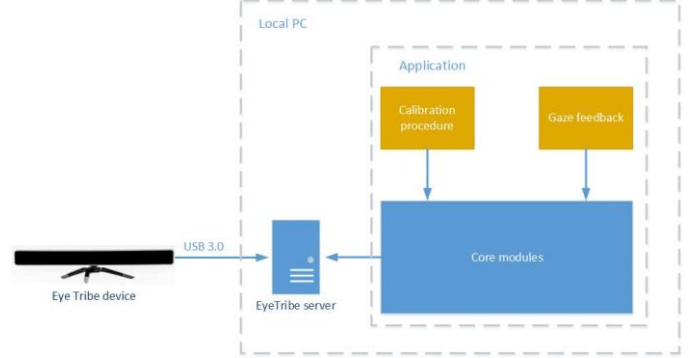 Local PC
Application
Calibration
procedure
Gaze feedback
USB 3.0
Core modules
Eye Tribe device
EyeTribe server